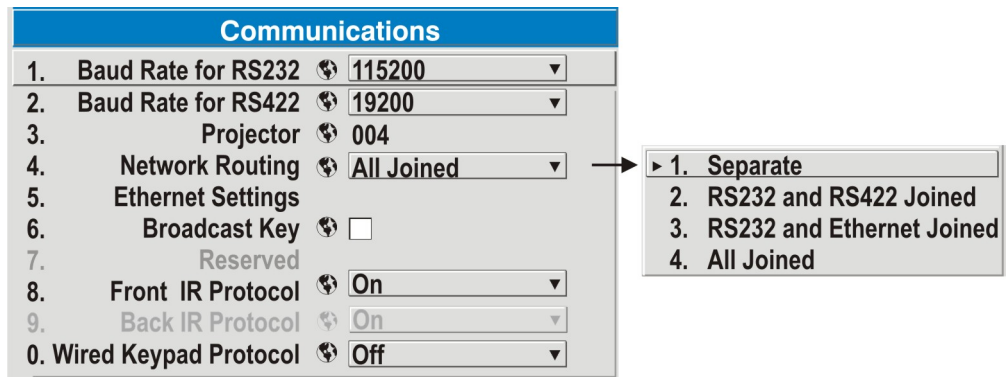 Communications
1. Baud Rate for RS232 115200
2. Baud Rate for RS422 19200
3. Projector 004
4. Network Routing All Joined
5. Ethernet Settings
6. Broadcast Key
7. Reserved
8. Front IR Protocol On
9. Back IR Protocol On
0. Wired Keypad Protocol Off
1. Separate
2. RS232 and RS422 Joined
3. RS232 and Ethernet Joined
4. All Joined